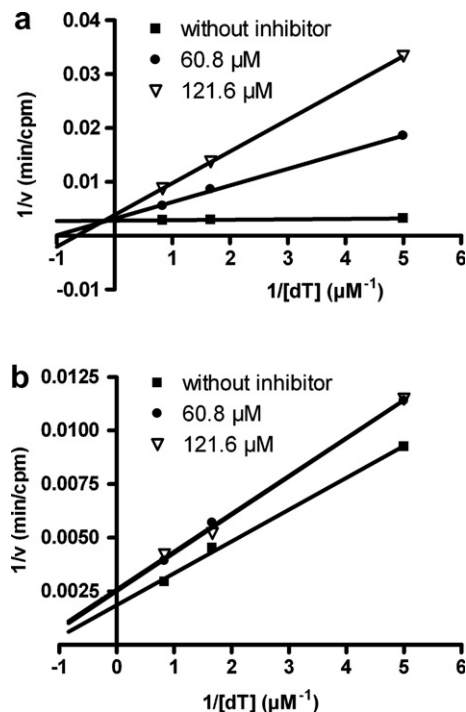 a
0.04
0.03
0.02
0.01
-0.01
1/v (min/cpm)
without inhibitor
60.8 µM
121.6 µM
-1 1 2 3 4 5 6
1/[dT] (µM⁻¹)
b
0.0125
0.0100
0.0075
0.0050
0.0025
1/v (min/cpm)
without inhibitor
60.8 µM
121.6 µM
-1 0 1 2 3 4 5 6
1/[dT] (µM⁻¹)